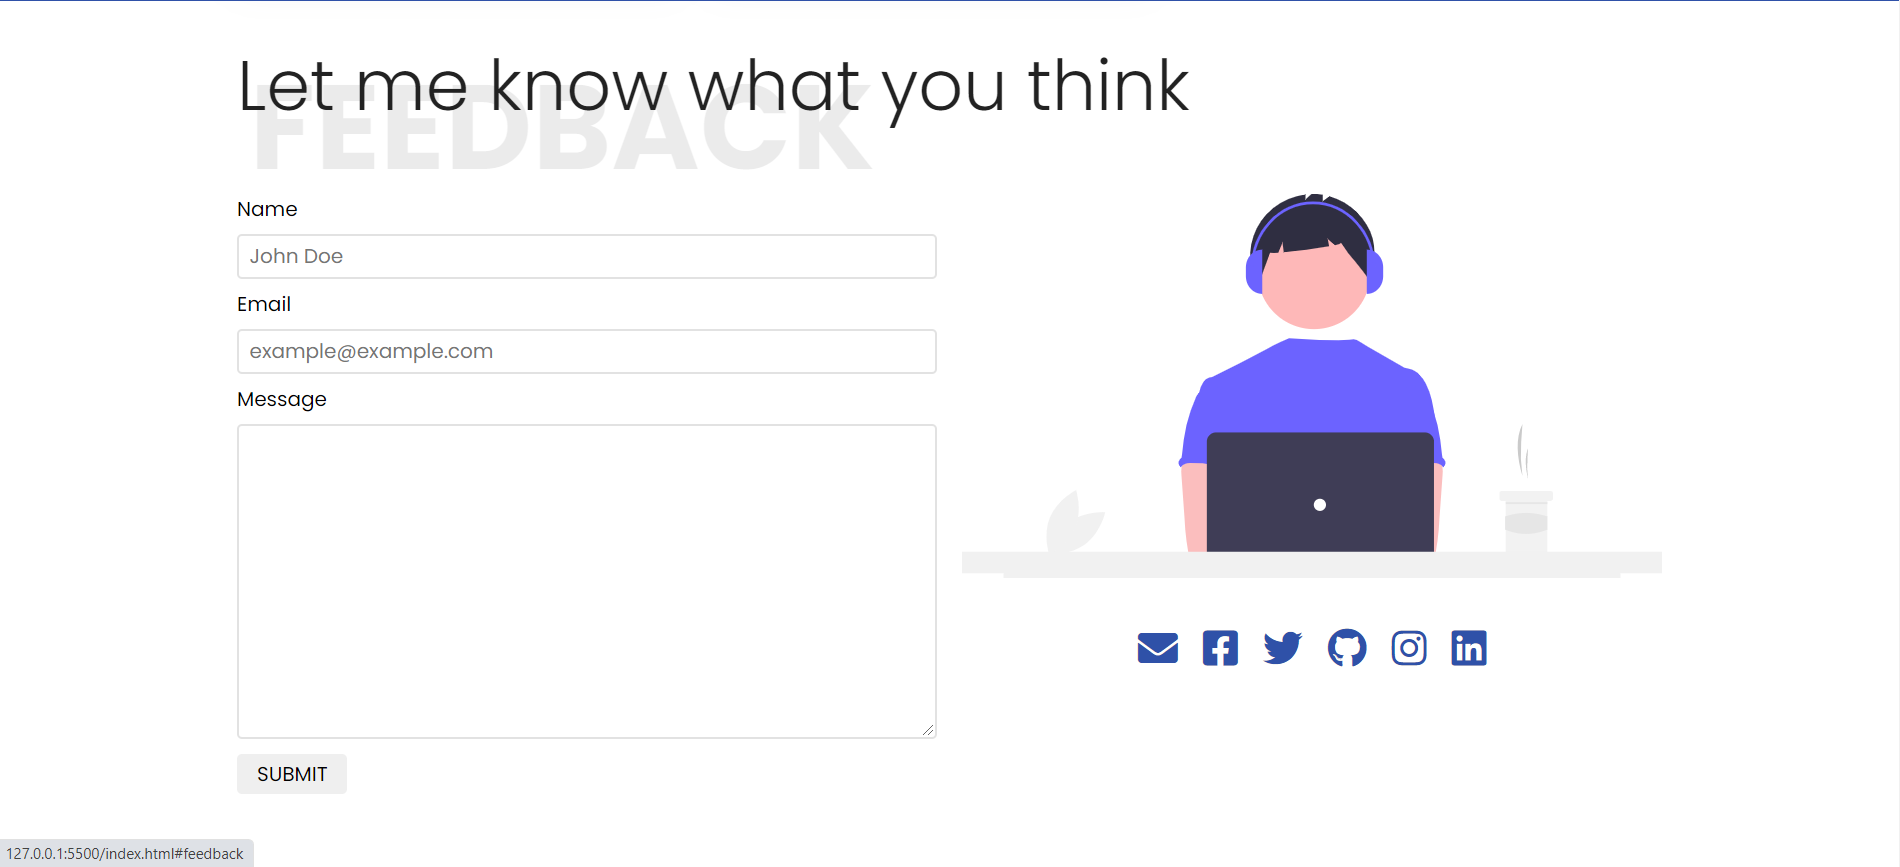 Let me know what you think
FEEDBACK
Name
John Doe
Email
example@example.com
Message
SUBMIT
127.0.0.1:5500/index.html#feedback